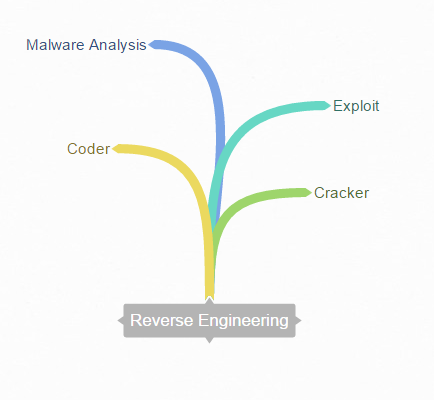 Malware Analysis
Exploit
Coder
Cracker
Reverse Engineering